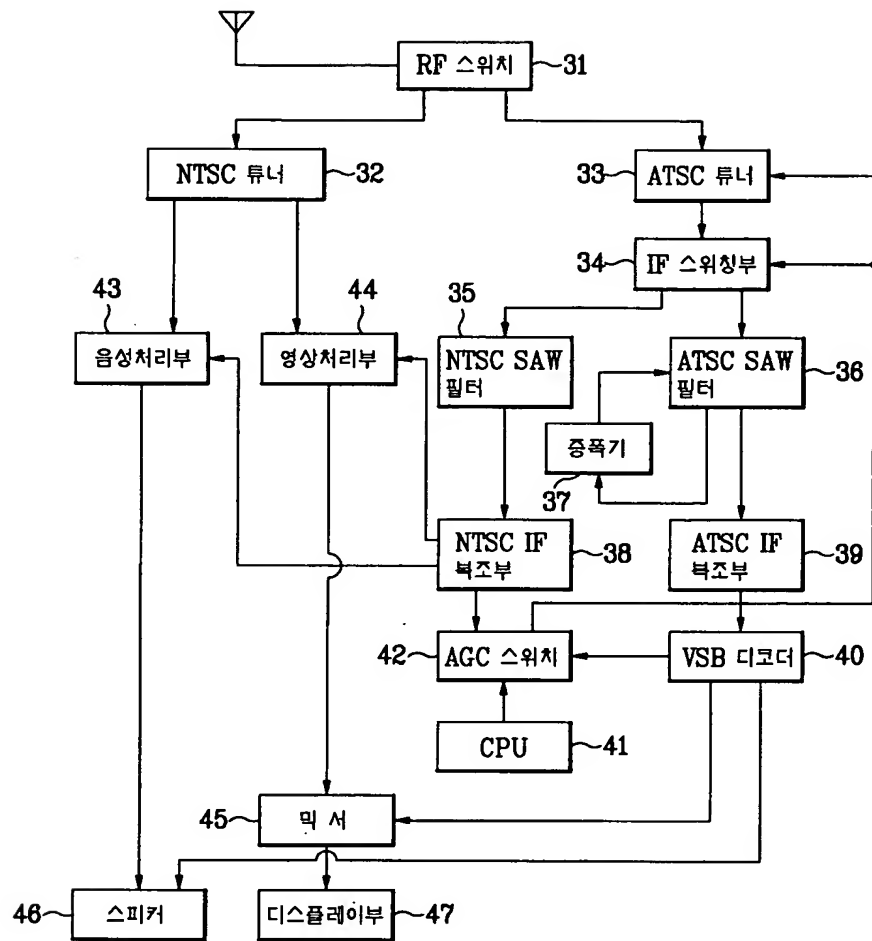 RF 스위치
31
NTSC 튜너
32
33
ATSC 튜너
34
IF 스위칭부
43
44
35
음성처리부
영상처리부
NTSC SAW
필터
ATSC SAW
필터
36
증폭기
37
NTSC IF
복조부
38
ATSC IF
복조부
39
42
AGC 스위치
VSB 디코더
40
CPU
41
45
믹 서
46
스피커
디스플레이부
47